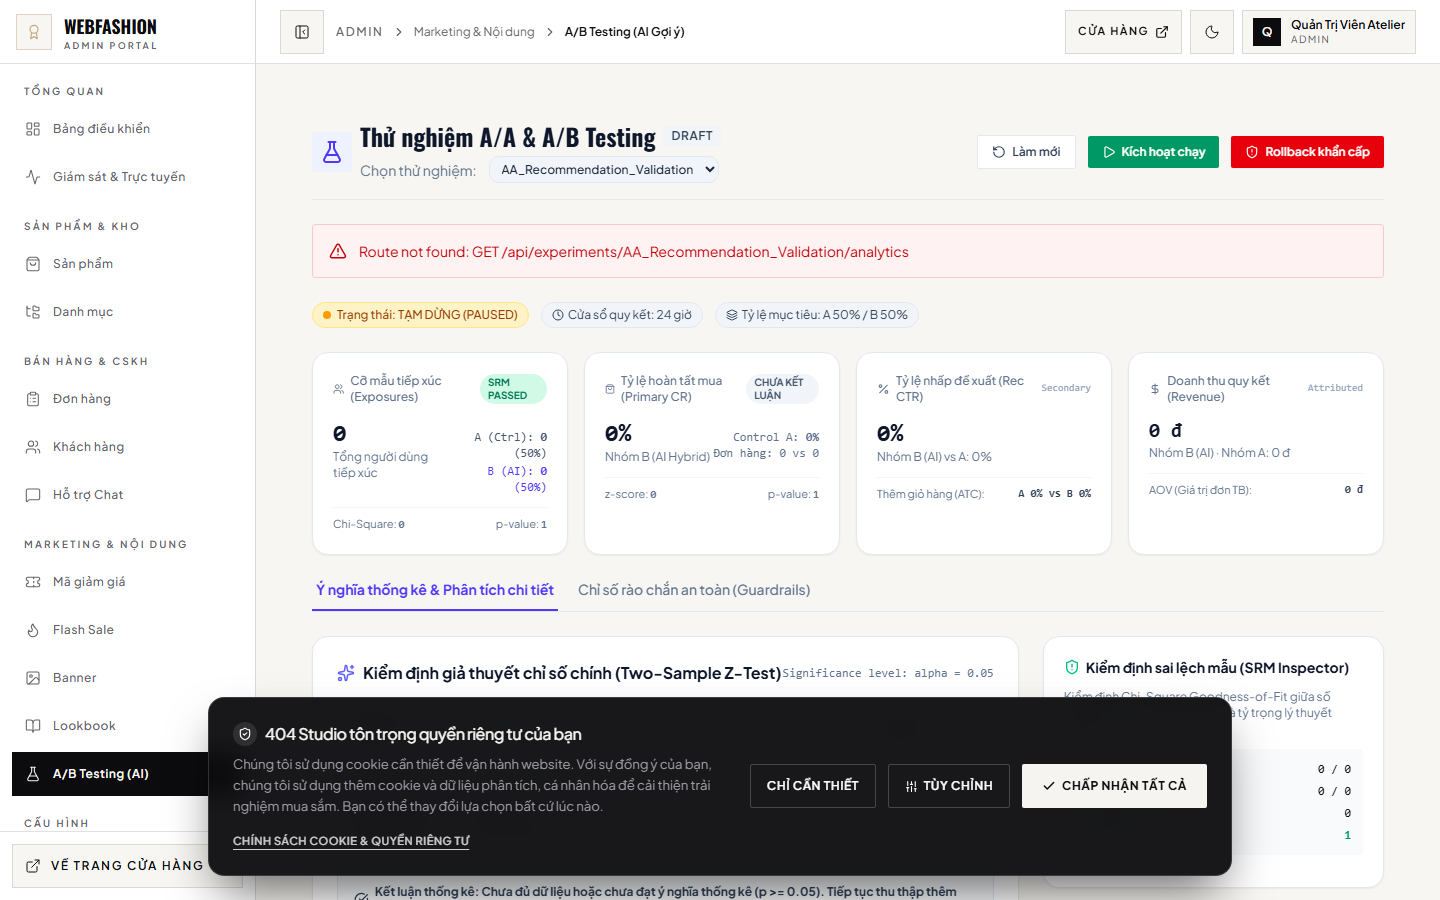 WEBFASHION
ADMIN PORTAL
ADMIN
Marketing & Nội dung
A/B Testing (AI Gợi ý)
CỬA HÀNG
Q
Quản Trị Viên Atelier
ADMIN
TỔNG QUAN
Bảng điều khiển
Giám sát & Trực tuyến
SẢN PHẨM & KHO
Sản phẩm
Danh mục
BÁN HÀNG & CSKH
Đơn hàng
Khách hàng
Hỗ trợ Chat
MARKETING & NỘI DUNG
Mã giảm giá
Flash Sale
Banner
Lookbook
A/B Testing (AI)
CẤU HÌNH
VỀ TRANG CỬA HÀNG
Thử nghiệm A/A & A/B Testing
DRAFT
Chọn thử nghiệm:
AA_Recommendation_Validation
Làm mới
Kích hoạt chạy
Rollback khẩn cấp
Route not found: GET /api/experiments/AA_Recommendation_Validation/analytics
Trạng thái: TẠM DỪNG (PAUSED)
Cửa sổ quy kết: 24 giờ
Tỷ lệ mục tiêu: A 50% / B 50%
Cỡ mẫu tiếp xúc
(Exposures)
SRM
PASSED
0
Tổng người dùng
tiếp xúc
A (Ctrl): 0
(50%)
B (AI): 0
(50%)
Chi-Square: 0
p-value: 1
Tỷ lệ hoàn tất mua
(Primary CR)
CHƯA KẾT
LUẬN
0%
Nhóm B (AI Hybrid)
Control A: 0%
Đơn hàng: 0 vs 0
z-score: 0
p-value: 1
Tỷ lệ nhấp đề xuất (Rec
CTR)
Secondary
0%
Nhóm B (AI) vs A: 0%
Thêm giỏ hàng (ATC):
A 0% vs B 0%
Doanh thu quy kết
(Revenue)
Attributed
0 đ
Nhóm B (AI) · Nhóm A: 0 đ
AOV (Giá trị đơn TB):
0 đ
Ý nghĩa thống kê & Phân tích chi tiết
Chỉ số rào chắn an toàn (Guardrails)
Kiểm định giả thuyết chỉ số chính (Two-Sample Z-Test)
Significance level: alpha = 0.05
Kiểm định sai lệch mẫu (SRM Inspector)
Kiểm định Chi-Square Goodness-of-Fit giữa số
tỷ trọng lý thuyết
0 / 0
0 / 0
0
1
404 Studio tôn trọng quyền riêng tư của bạn
Chúng tôi sử dụng cookie cần thiết để vận hành website. Với sự đồng ý của bạn,
chúng tôi sử dụng thêm cookie và dữ liệu phân tích, cá nhân hóa để cải thiện trải
nghiệm mua sắm. Bạn có thể thay đổi lựa chọn bất cứ lúc nào.
CHÍNH SÁCH COOKIE & QUYỀN RIÊNG TƯ
CHỈ CẦN THIẾT
TÙY CHỈNH
CHẤP NHẬN TẤT CẢ
Kết luận thống kê: Chưa đủ dữ liệu hoặc chưa đạt ý nghĩa thống kê (p >= 0.05). Tiếp tục thu thập thêm